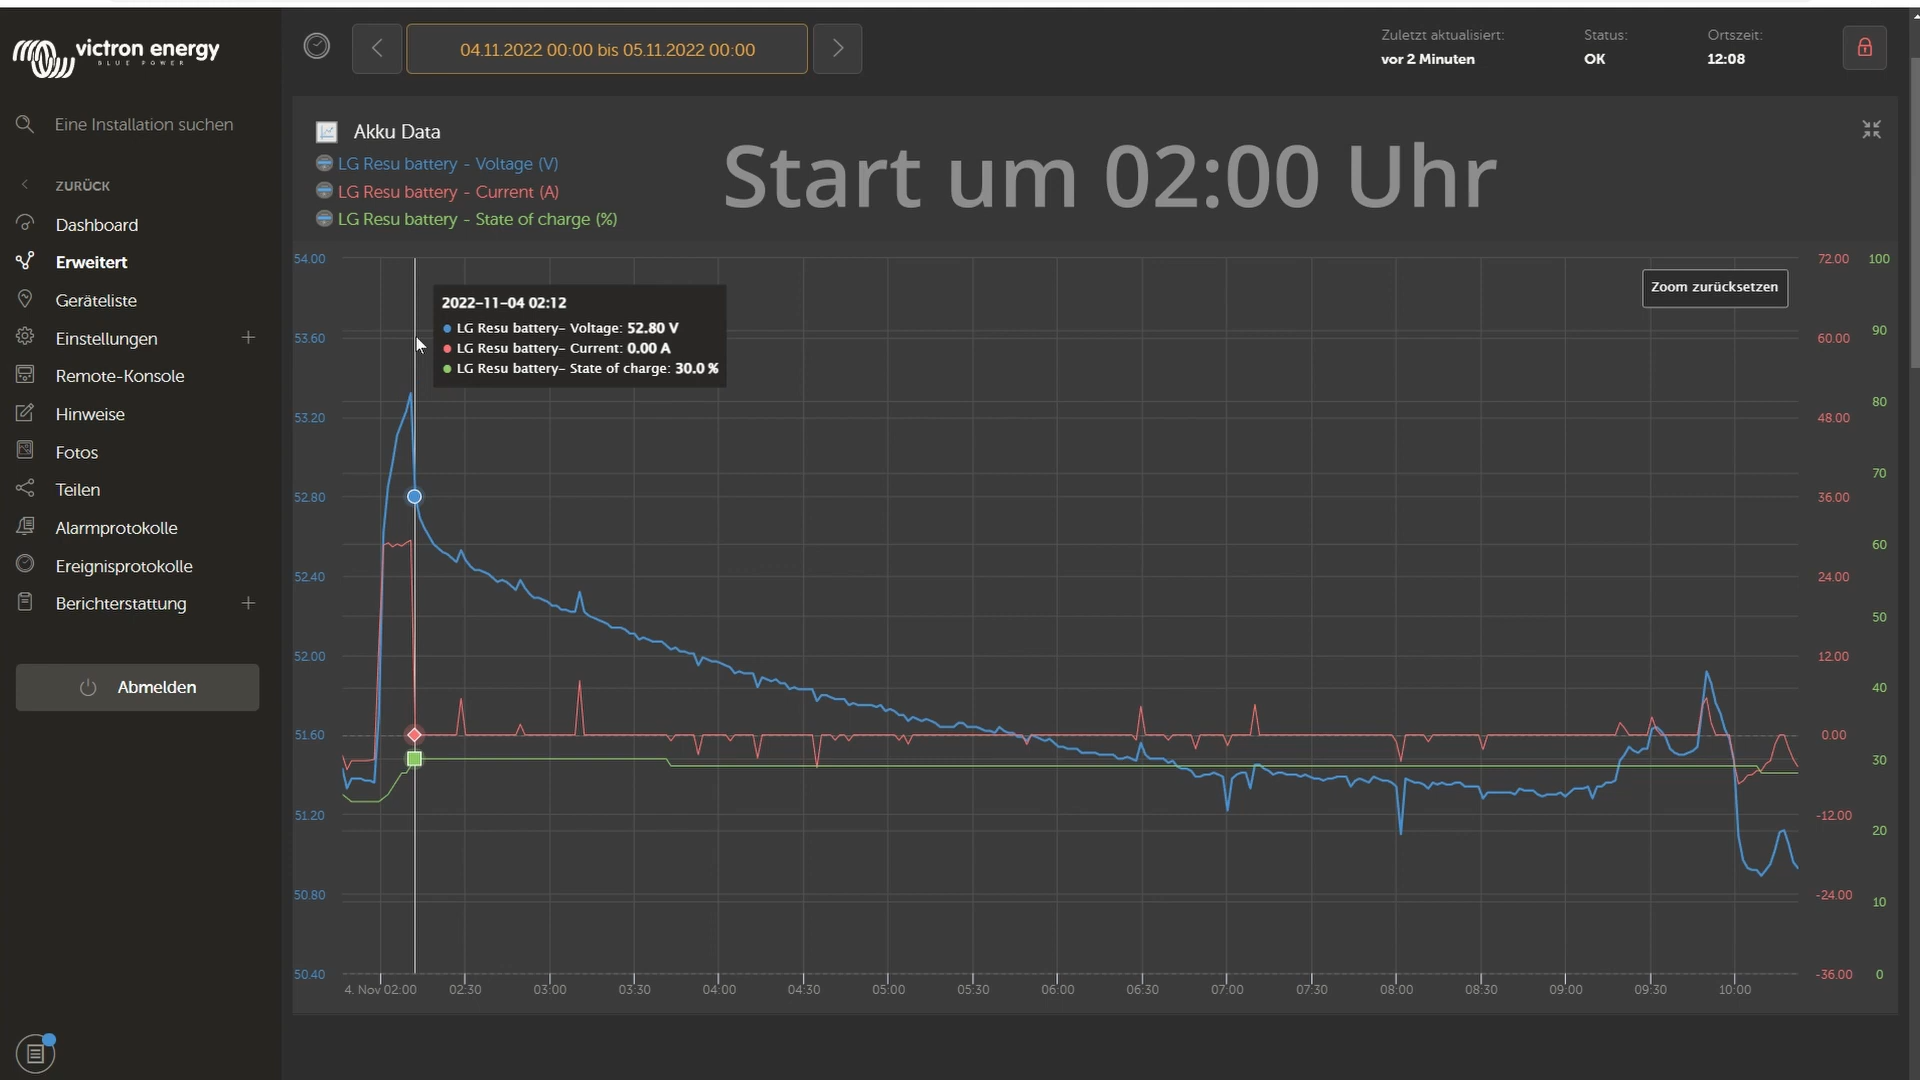 victron energy
BLUE POWER
Eine Installation suchen
ZURÜCK
Dashboard
Erweitert
Geräteliste
Einstellungen
Remote-Konsole
Hinweise
Fotos
Teilen
Alarmprotokolle
Ereignisprotokolle
Berichterstattung
Abmelden
04.11.2022 00:00 bis 05.11.2022 00:00
Zuletzt aktualisiert:
vor 2 Minuten
Status:
OK
Ortszeit:
12:08
Akku Data
LG Resu battery - Voltage (V)
LG Resu battery - Current (A)
LG Resu battery - State of charge (%)
Start um 02:00 Uhr
Zoom zurücksetzen
2022-11-04 02:12
LG Resu battery- Voltage: 52.80 V
LG Resu battery- Current: 0.00 A
LG Resu battery- State of charge: 30.0 %
54.00
53.60
53.20
52.80
52.40
52.00
51.60
51.20
50.80
50.40
72.00
60.00
48.00
36.00
24.00
12.00
0.00
-12.00
-24.00
-36.00
100
90
80
70
60
50
40
30
20
10
0
4. Nov 02:00
02:30
03:00
03:30
04:00
04:30
05:00
05:30
06:00
06:30
07:00
07:30
08:00
08:30
09:00
09:30
10:00